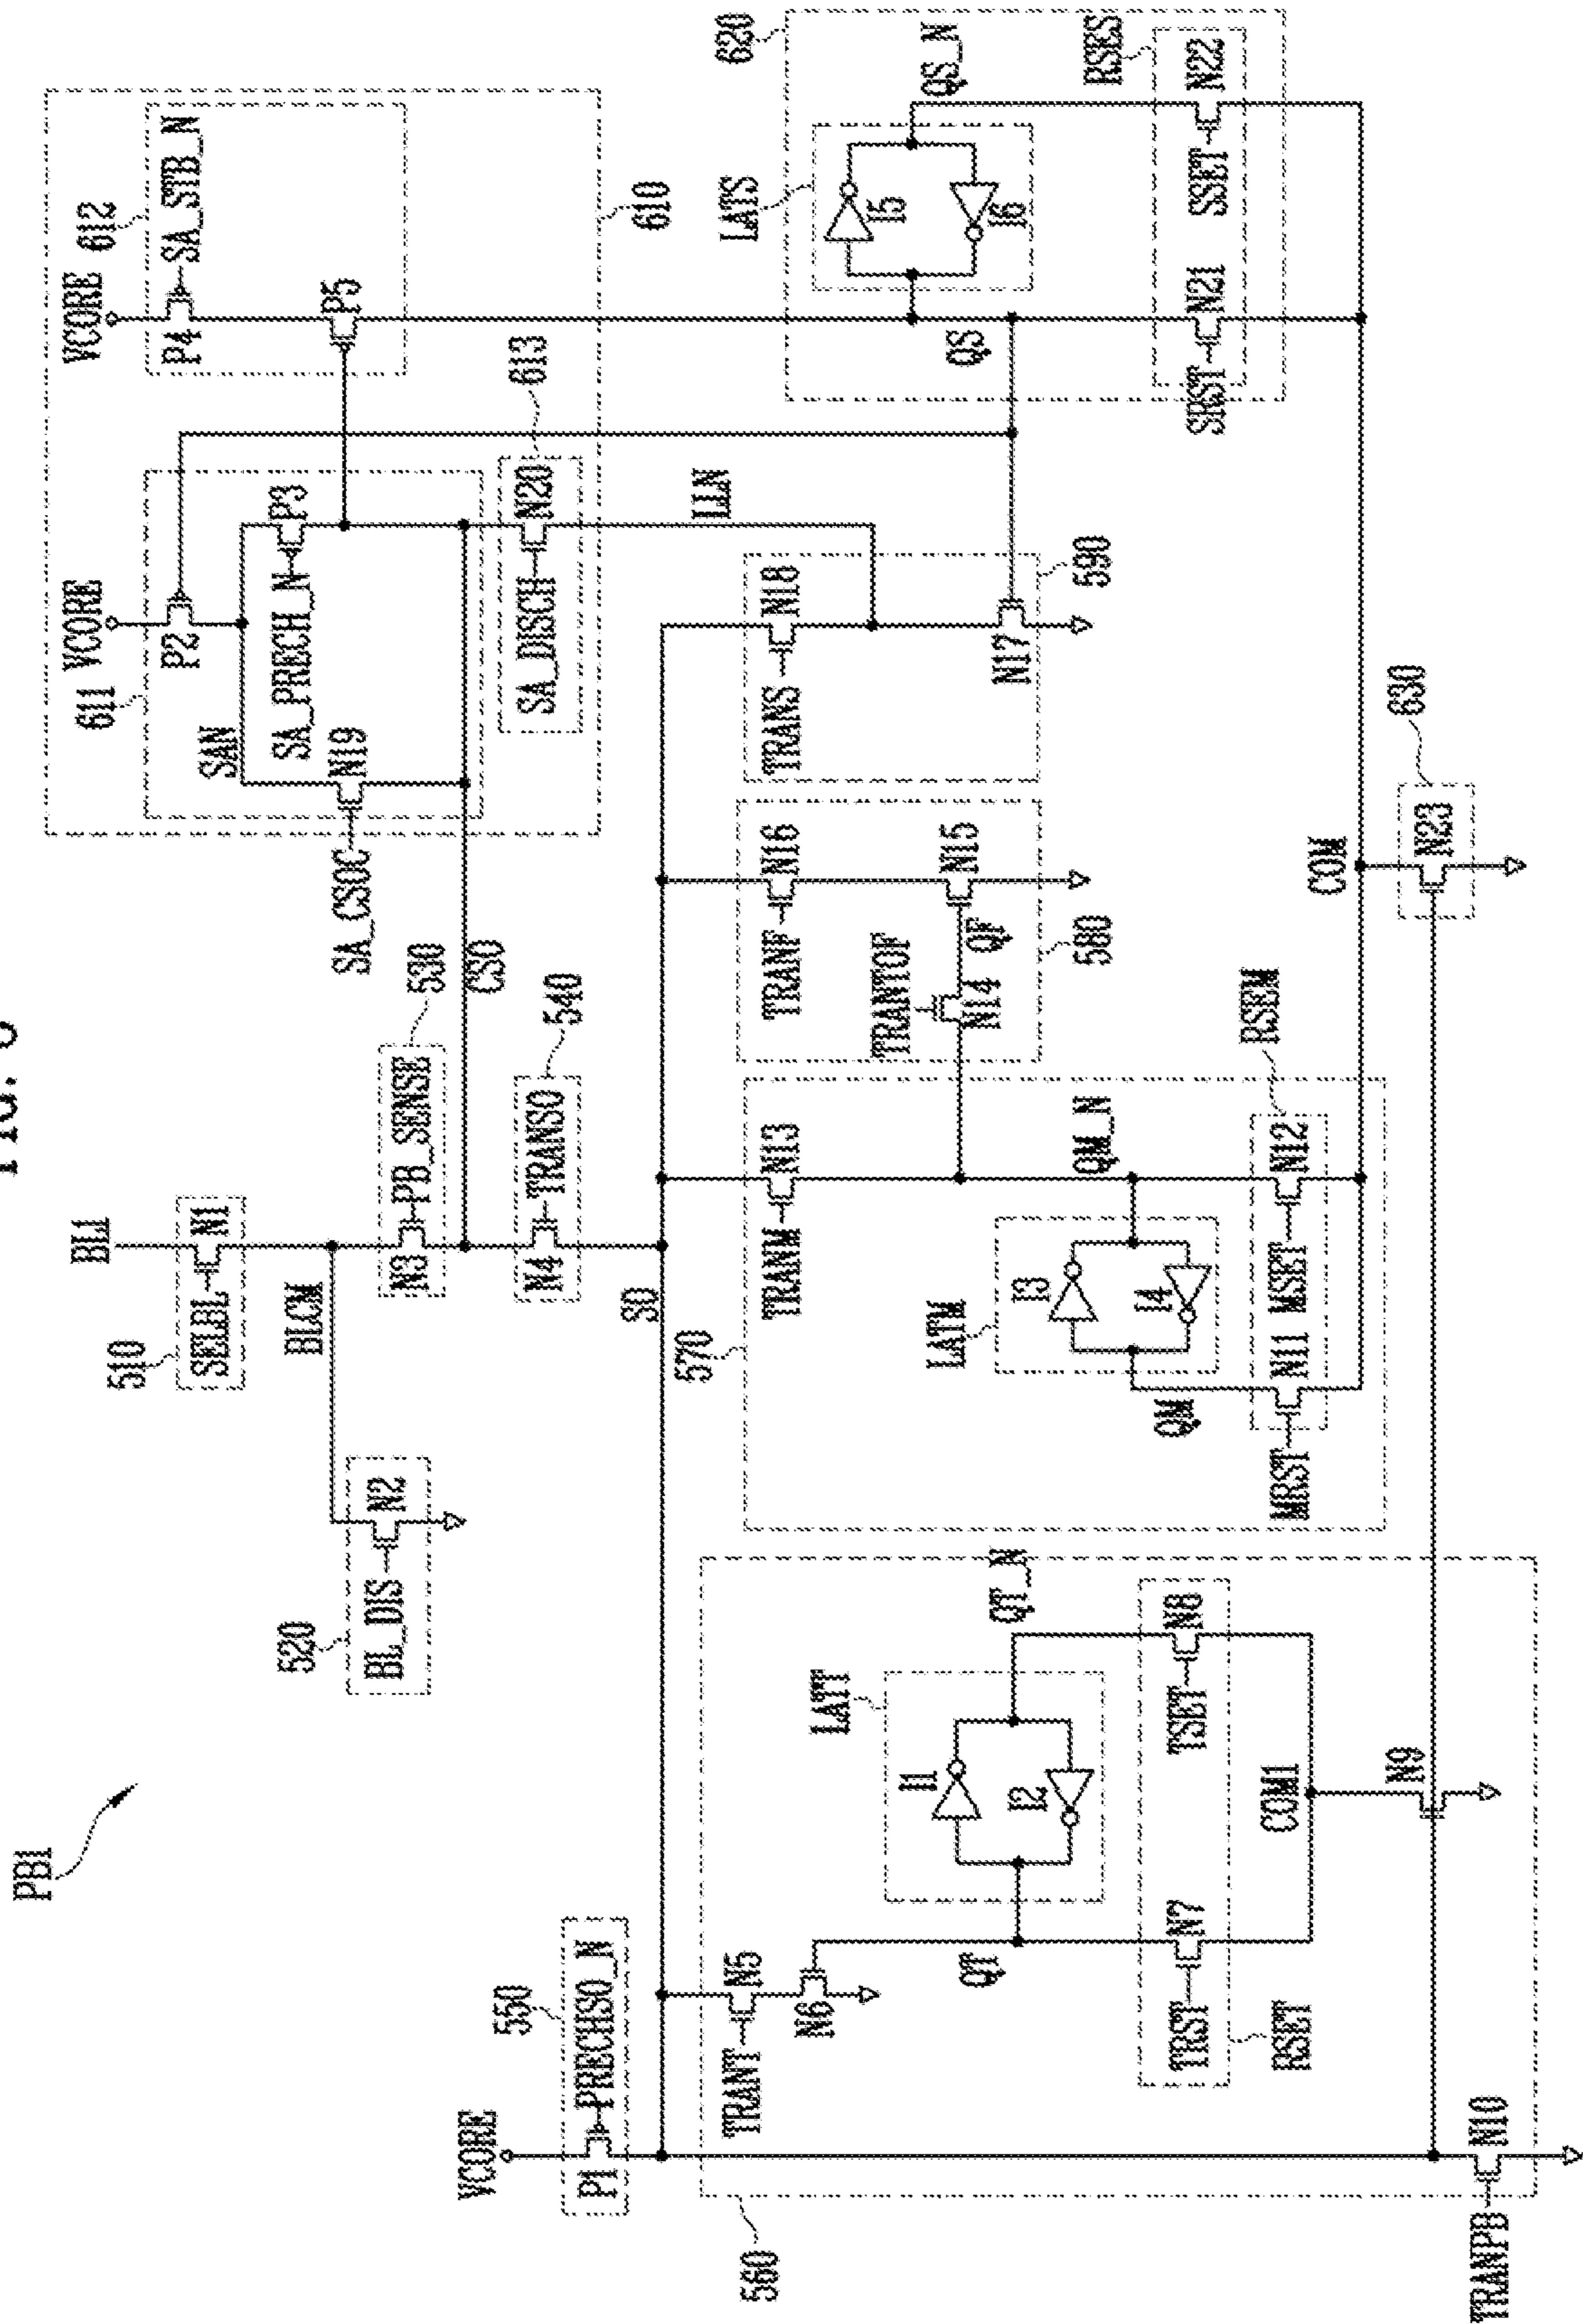 FIG. 6
PB1
BL1
510
SELBL
N1
BLCM
520
BL_DIS
N2
530
N3
PB_SENSE
CSO
540
N4
TRANSO
SO
550
VCORE
P1
PRECHSO_N
560
TRANT
N5
N6
LATT
I1
I2
QT
QT_N
TRST
N7
TSET
N8
RSET
COM1
N9
TRANPB
N10
570
TRANM
N13
LATM
I3
I4
QM
QM_N
MRST
N11
MSET
N12
RSEM
580
TRANF
N16
TRANTOF
N14
QF
N15
590
TRANS
N18
N17
LLN
610
611
VCORE
P2
SAN
SA_PRECH_N
P3
SA_CSOC
N19
612
VCORE
P4
SA_STB_N
P5
613
SA_DISCH
N20
620
LATS
I5
I6
QS
QS_N
SRST
N21
SSET
N22
RSES
COM
630
N23